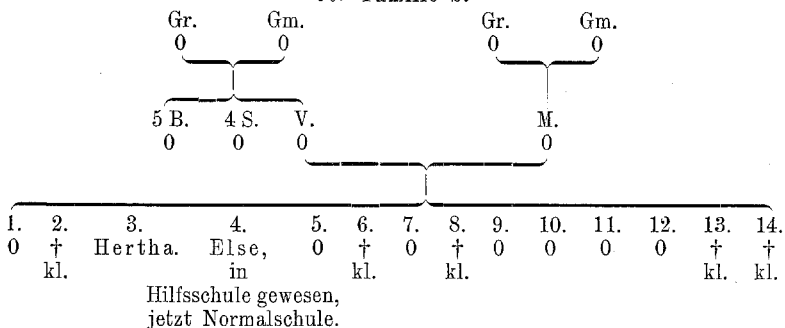 Gr. Gm. Gr. Gm.
0 0 0 0
5 B. 4 S. V. M.
0 0 0 0
1. 2. 3. 4. 5. 6. 7. 8. 9. 10. 11. 12. 13. 14.
0 † Hertha. Else, 0 † 0 † 0 0 0 0 † †
kl. in kl. kl. kl. kl.
Hilfsschule gewesen,
jetzt Normalschule.